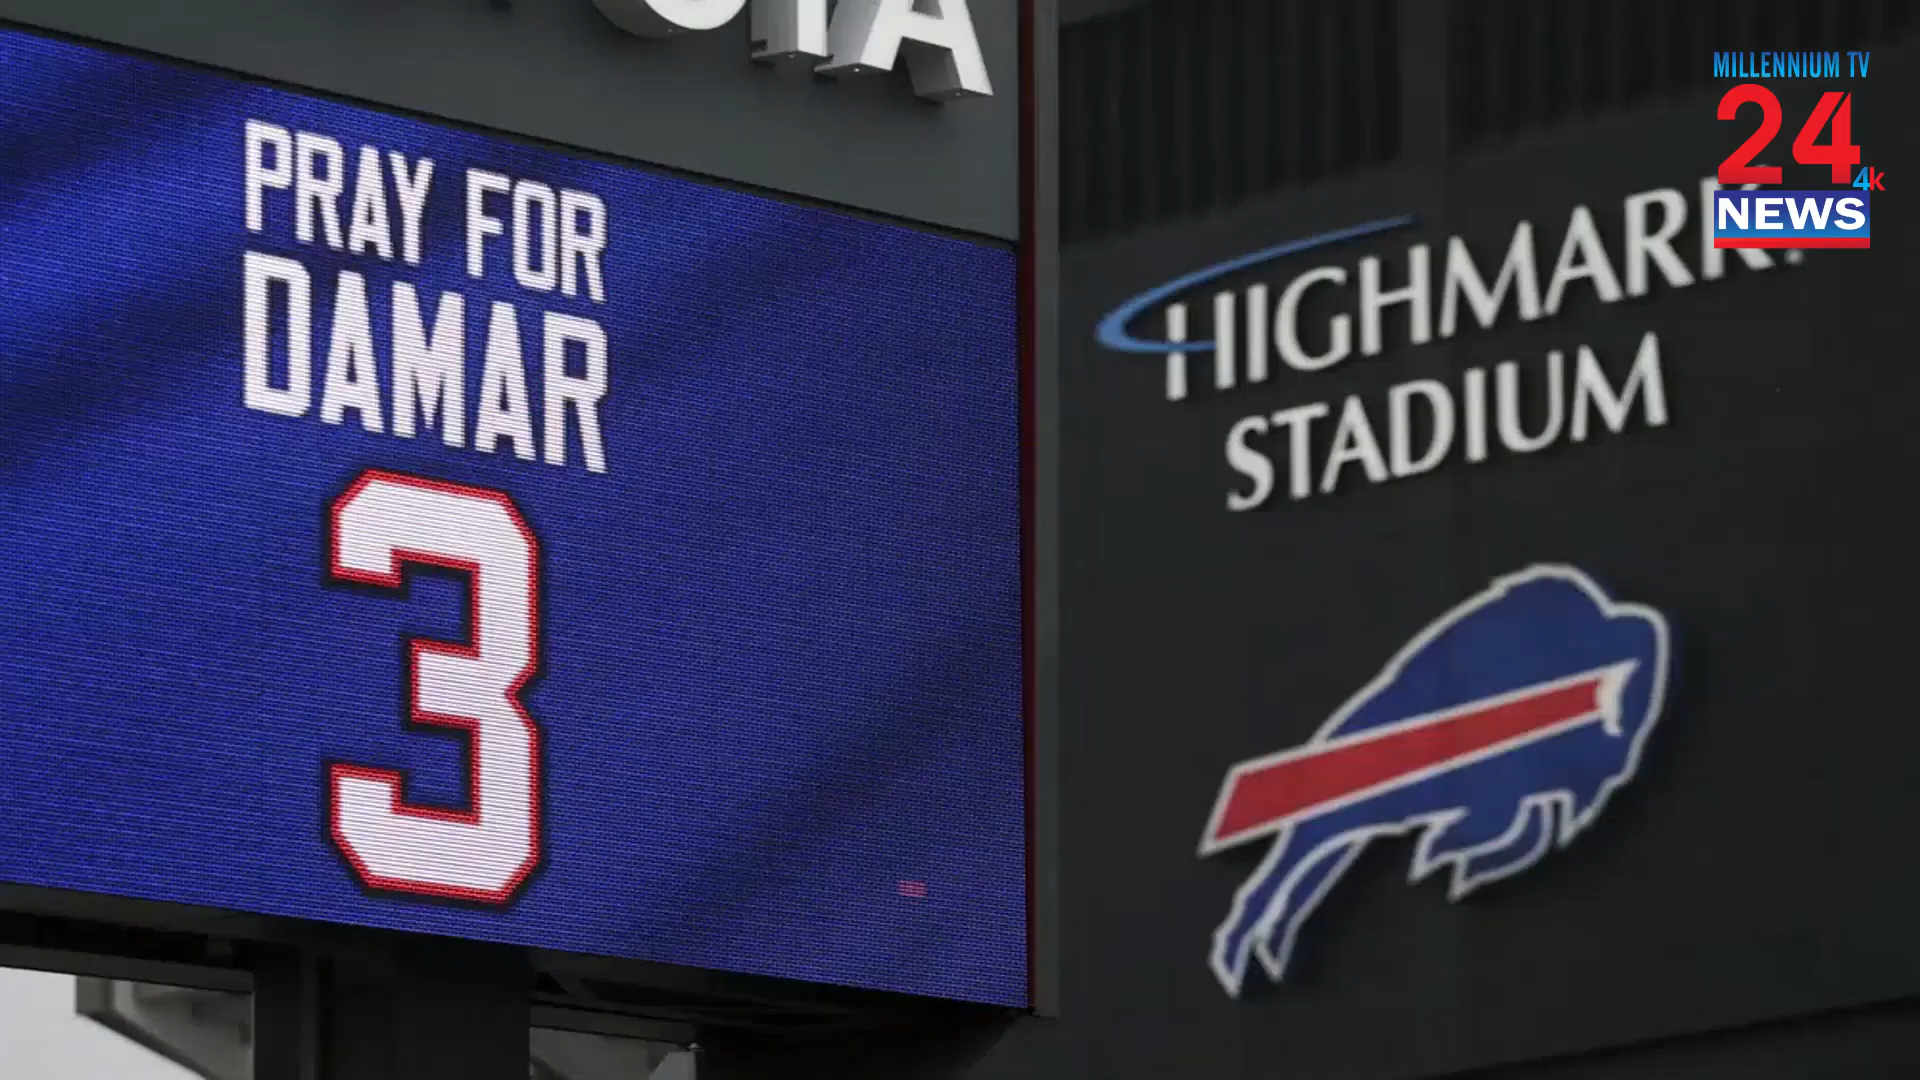 PRAY FOR
DAMAR
3
HIGHMARK
STADIUM
MILLENNIUM TV
24
4k
NEWS